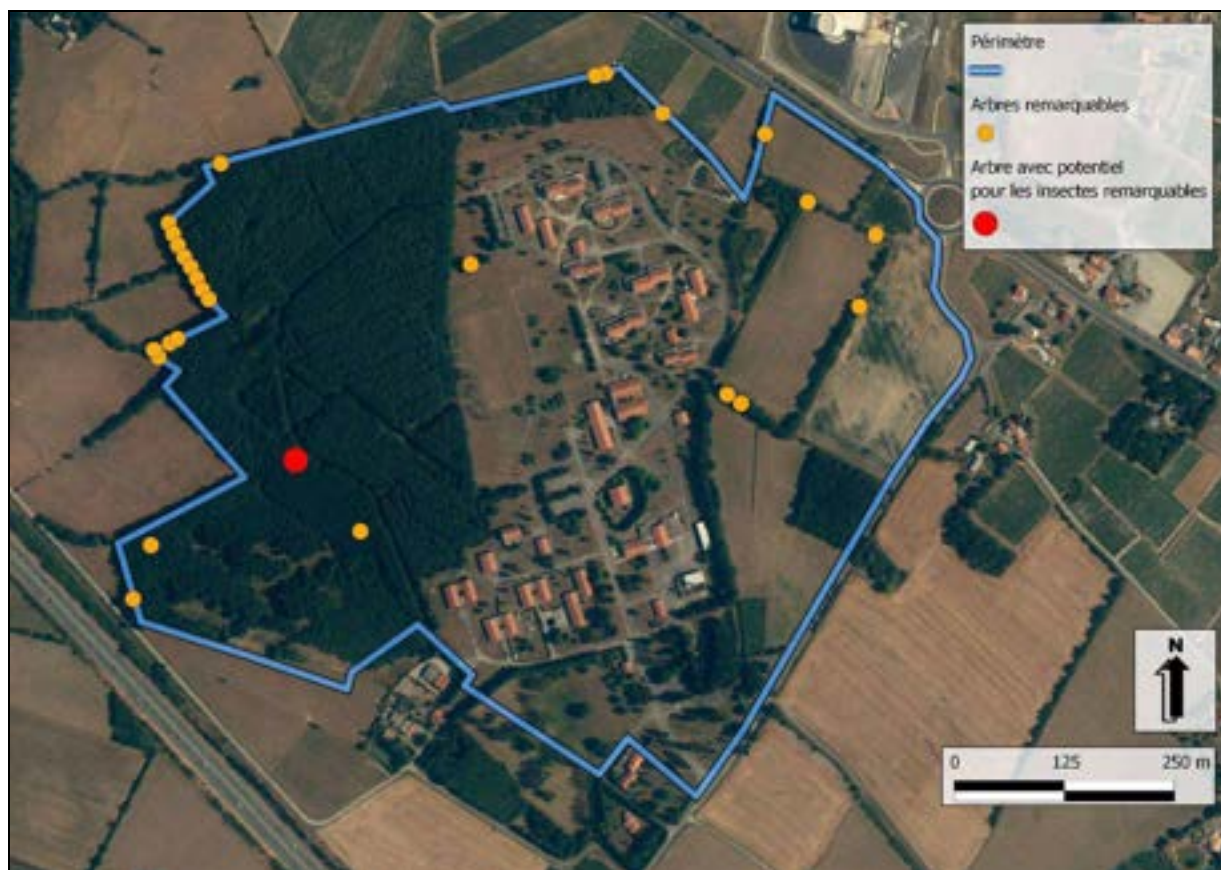 Périmètre
Arbres remarquables
Arbre avec potentiel
pour les insectes remarquables
N
0 125 250 m